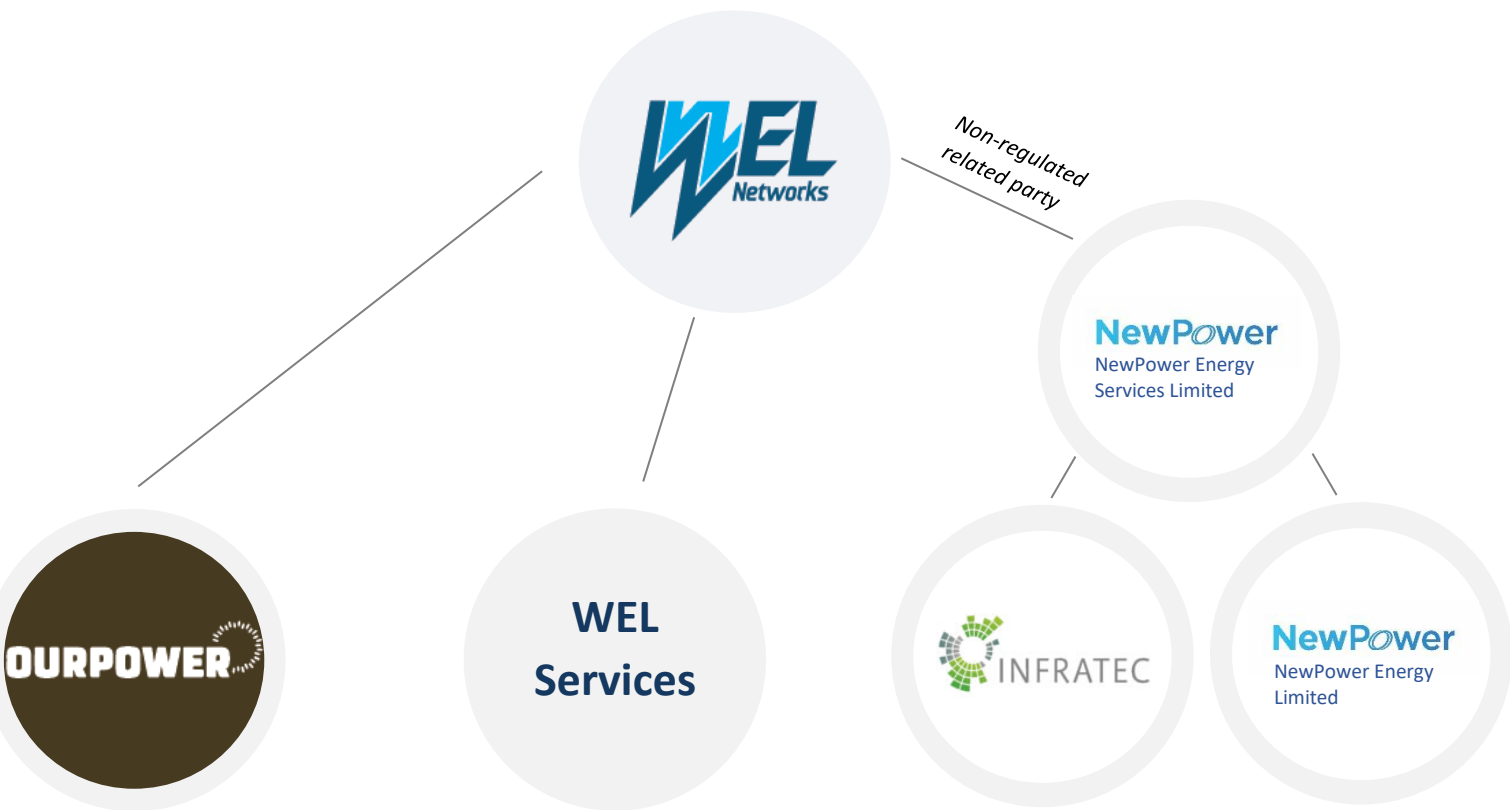 WEL
Networks
Non-regulated
related party
NewPower
NewPower Energy
Services Limited
OURPOWER
WEL
Services
INFRATEC
NewPower
NewPower Energy
Limited